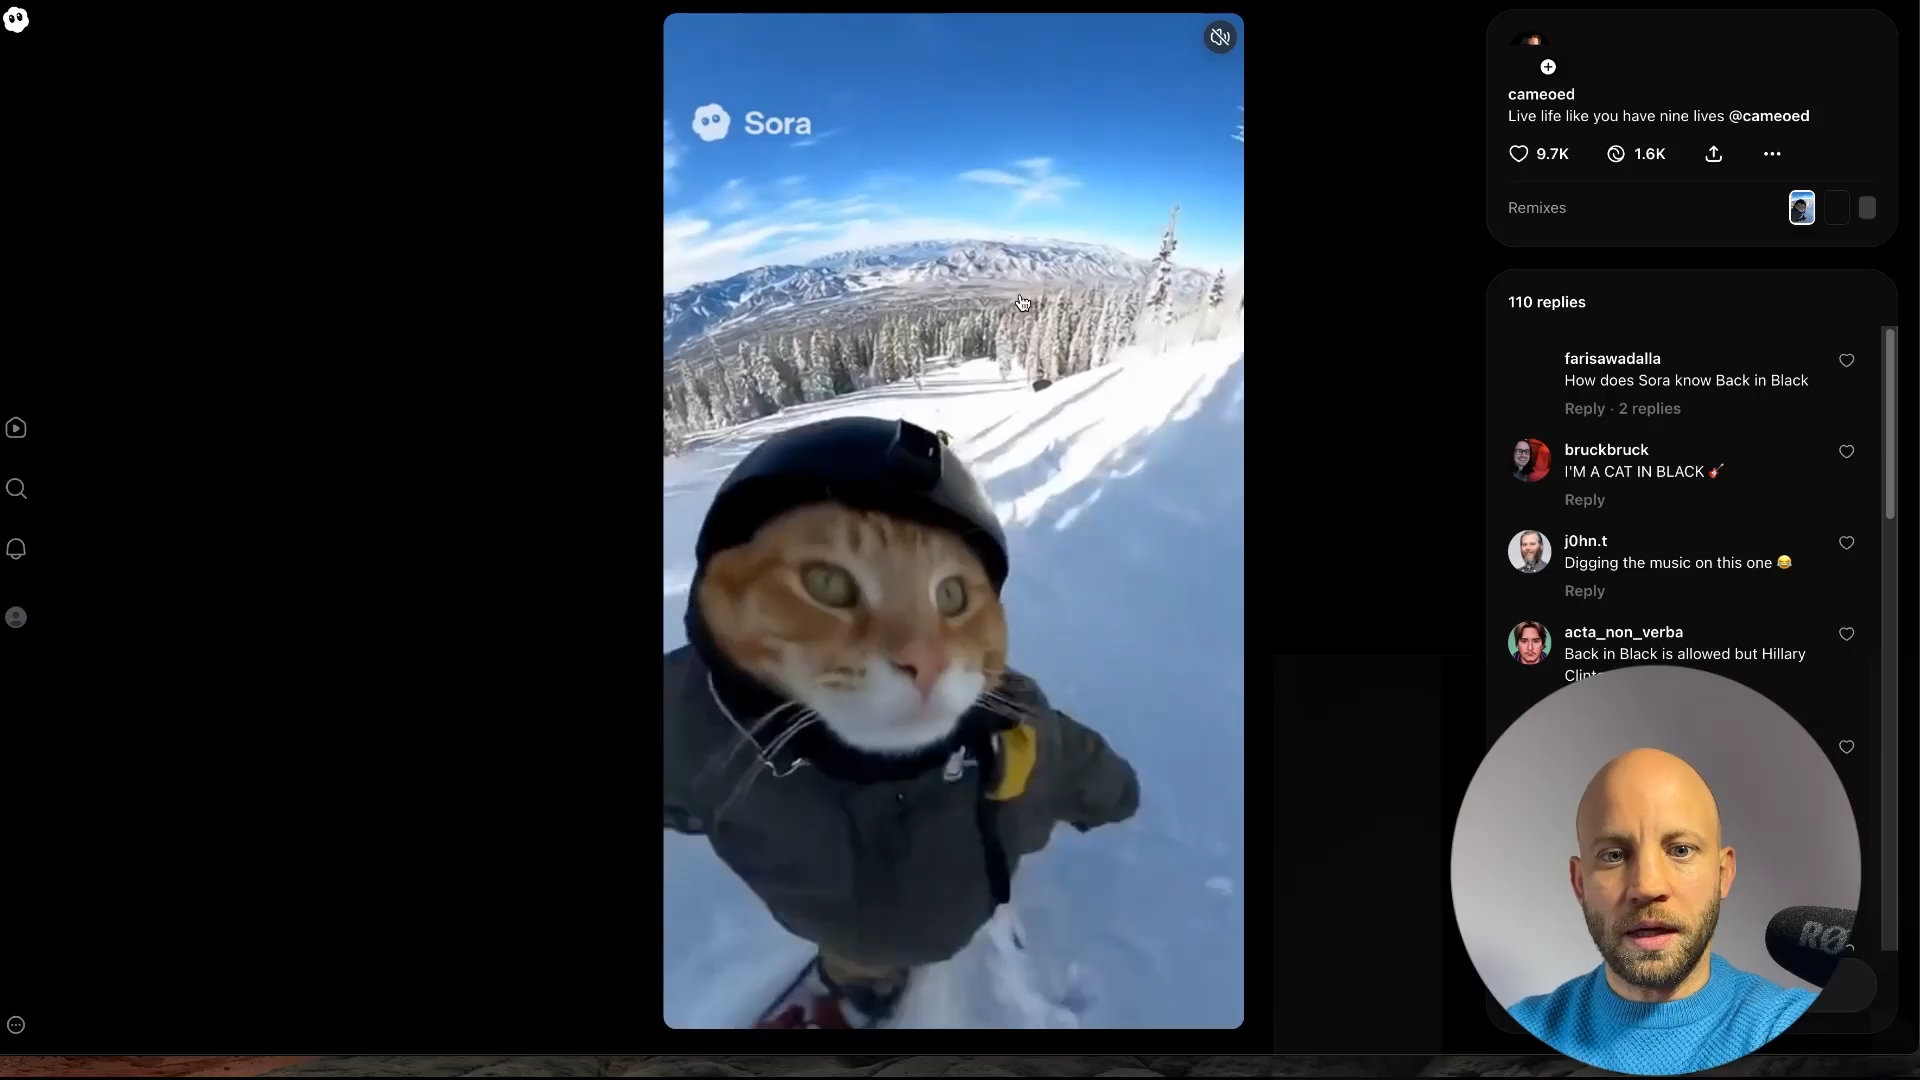 Sora
cameoed
Live life like you have nine lives @cameoed
9.7K
1.6K
Remixes
110 replies
farisawadalla
How does Sora know Back in Black
Reply · 2 replies
bruckbruck
I'M A CAT IN BLACK 🎸
Reply
j0hn.t
Digging the music on this one 😂
Reply
acta_non_verba
Back in Black is allowed but Hillary